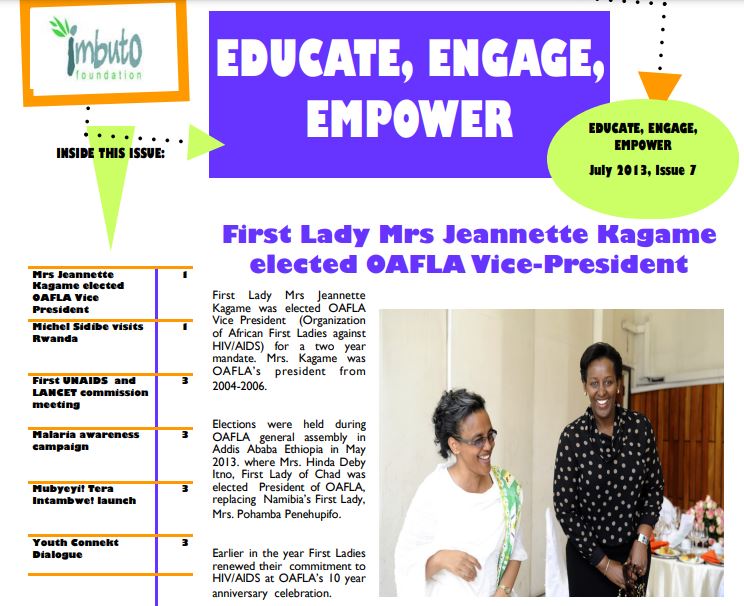 imbuto
foundation
EDUCATE, ENGAGE,
EMPOWER
EDUCATE, ENGAGE,
EMPOWER
July 2013, Issue 7
INSIDE THIS ISSUE:
Mrs Jeannette 1
Kagame elected
OAFLA Vice
President
Michel Sidibe visits 1
Rwanda
First UNAIDS and 3
LANCET commission
meeting
Malaria awareness 3
campaign
Mubyeyi! Tera 3
Intambwe! launch
Youth Connekt 3
Dialogue
First Lady Mrs Jeannette Kagame
elected OAFLA Vice-President
First Lady Mrs Jeannette
Kagame was elected OAFLA
Vice President (Organization
of African First Ladies against
HIV/AIDS) for a two year
mandate. Mrs. Kagame was
OAFLA's president from
2004-2006.
Elections were held during
OAFLA general assembly in
Addis Ababa Ethiopia in May
2013. where Mrs. Hinda Deby
Itno, First Lady of Chad was
elected President of OAFLA,
replacing Namibia's First Lady,
Mrs. Pohamba Penehupifo.
Earlier in the year First Ladies
renewed their commitment to
HIV/AIDS at OAFLA's 10 year
anniversary celebration.